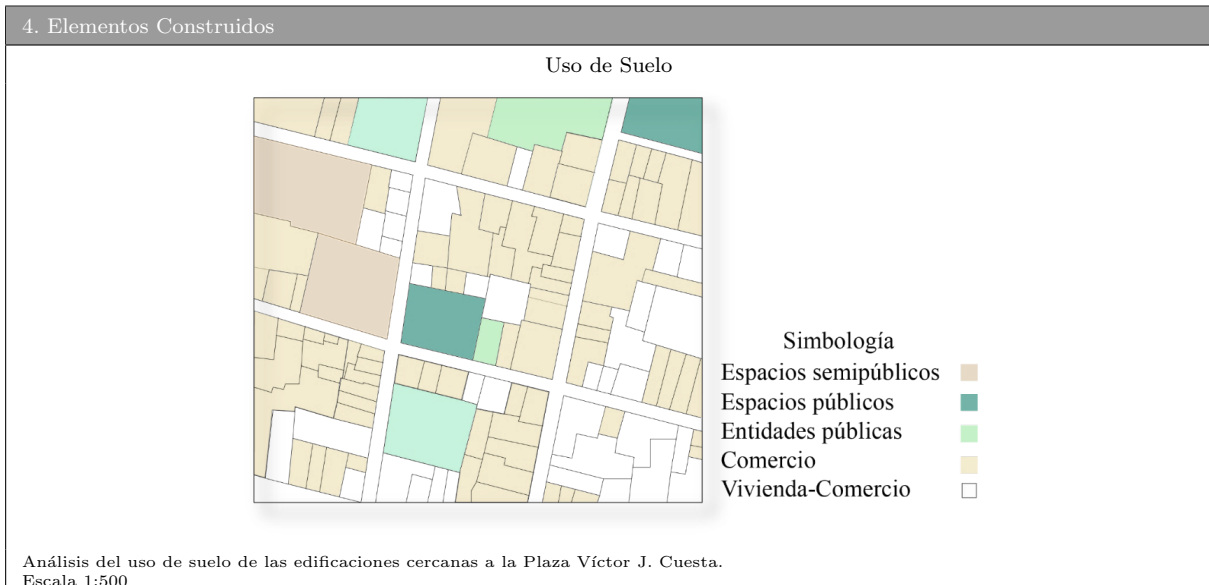 4. Elementos Construidos
Uso de Suelo
Simbología
Espacios semipúblicos
Espacios públicos
Entidades públicas
Comercio
Vivienda-Comercio
Análisis del uso de suelo de las edificaciones cercanas a la Plaza Víctor J. Cuesta.
Escala 1:500